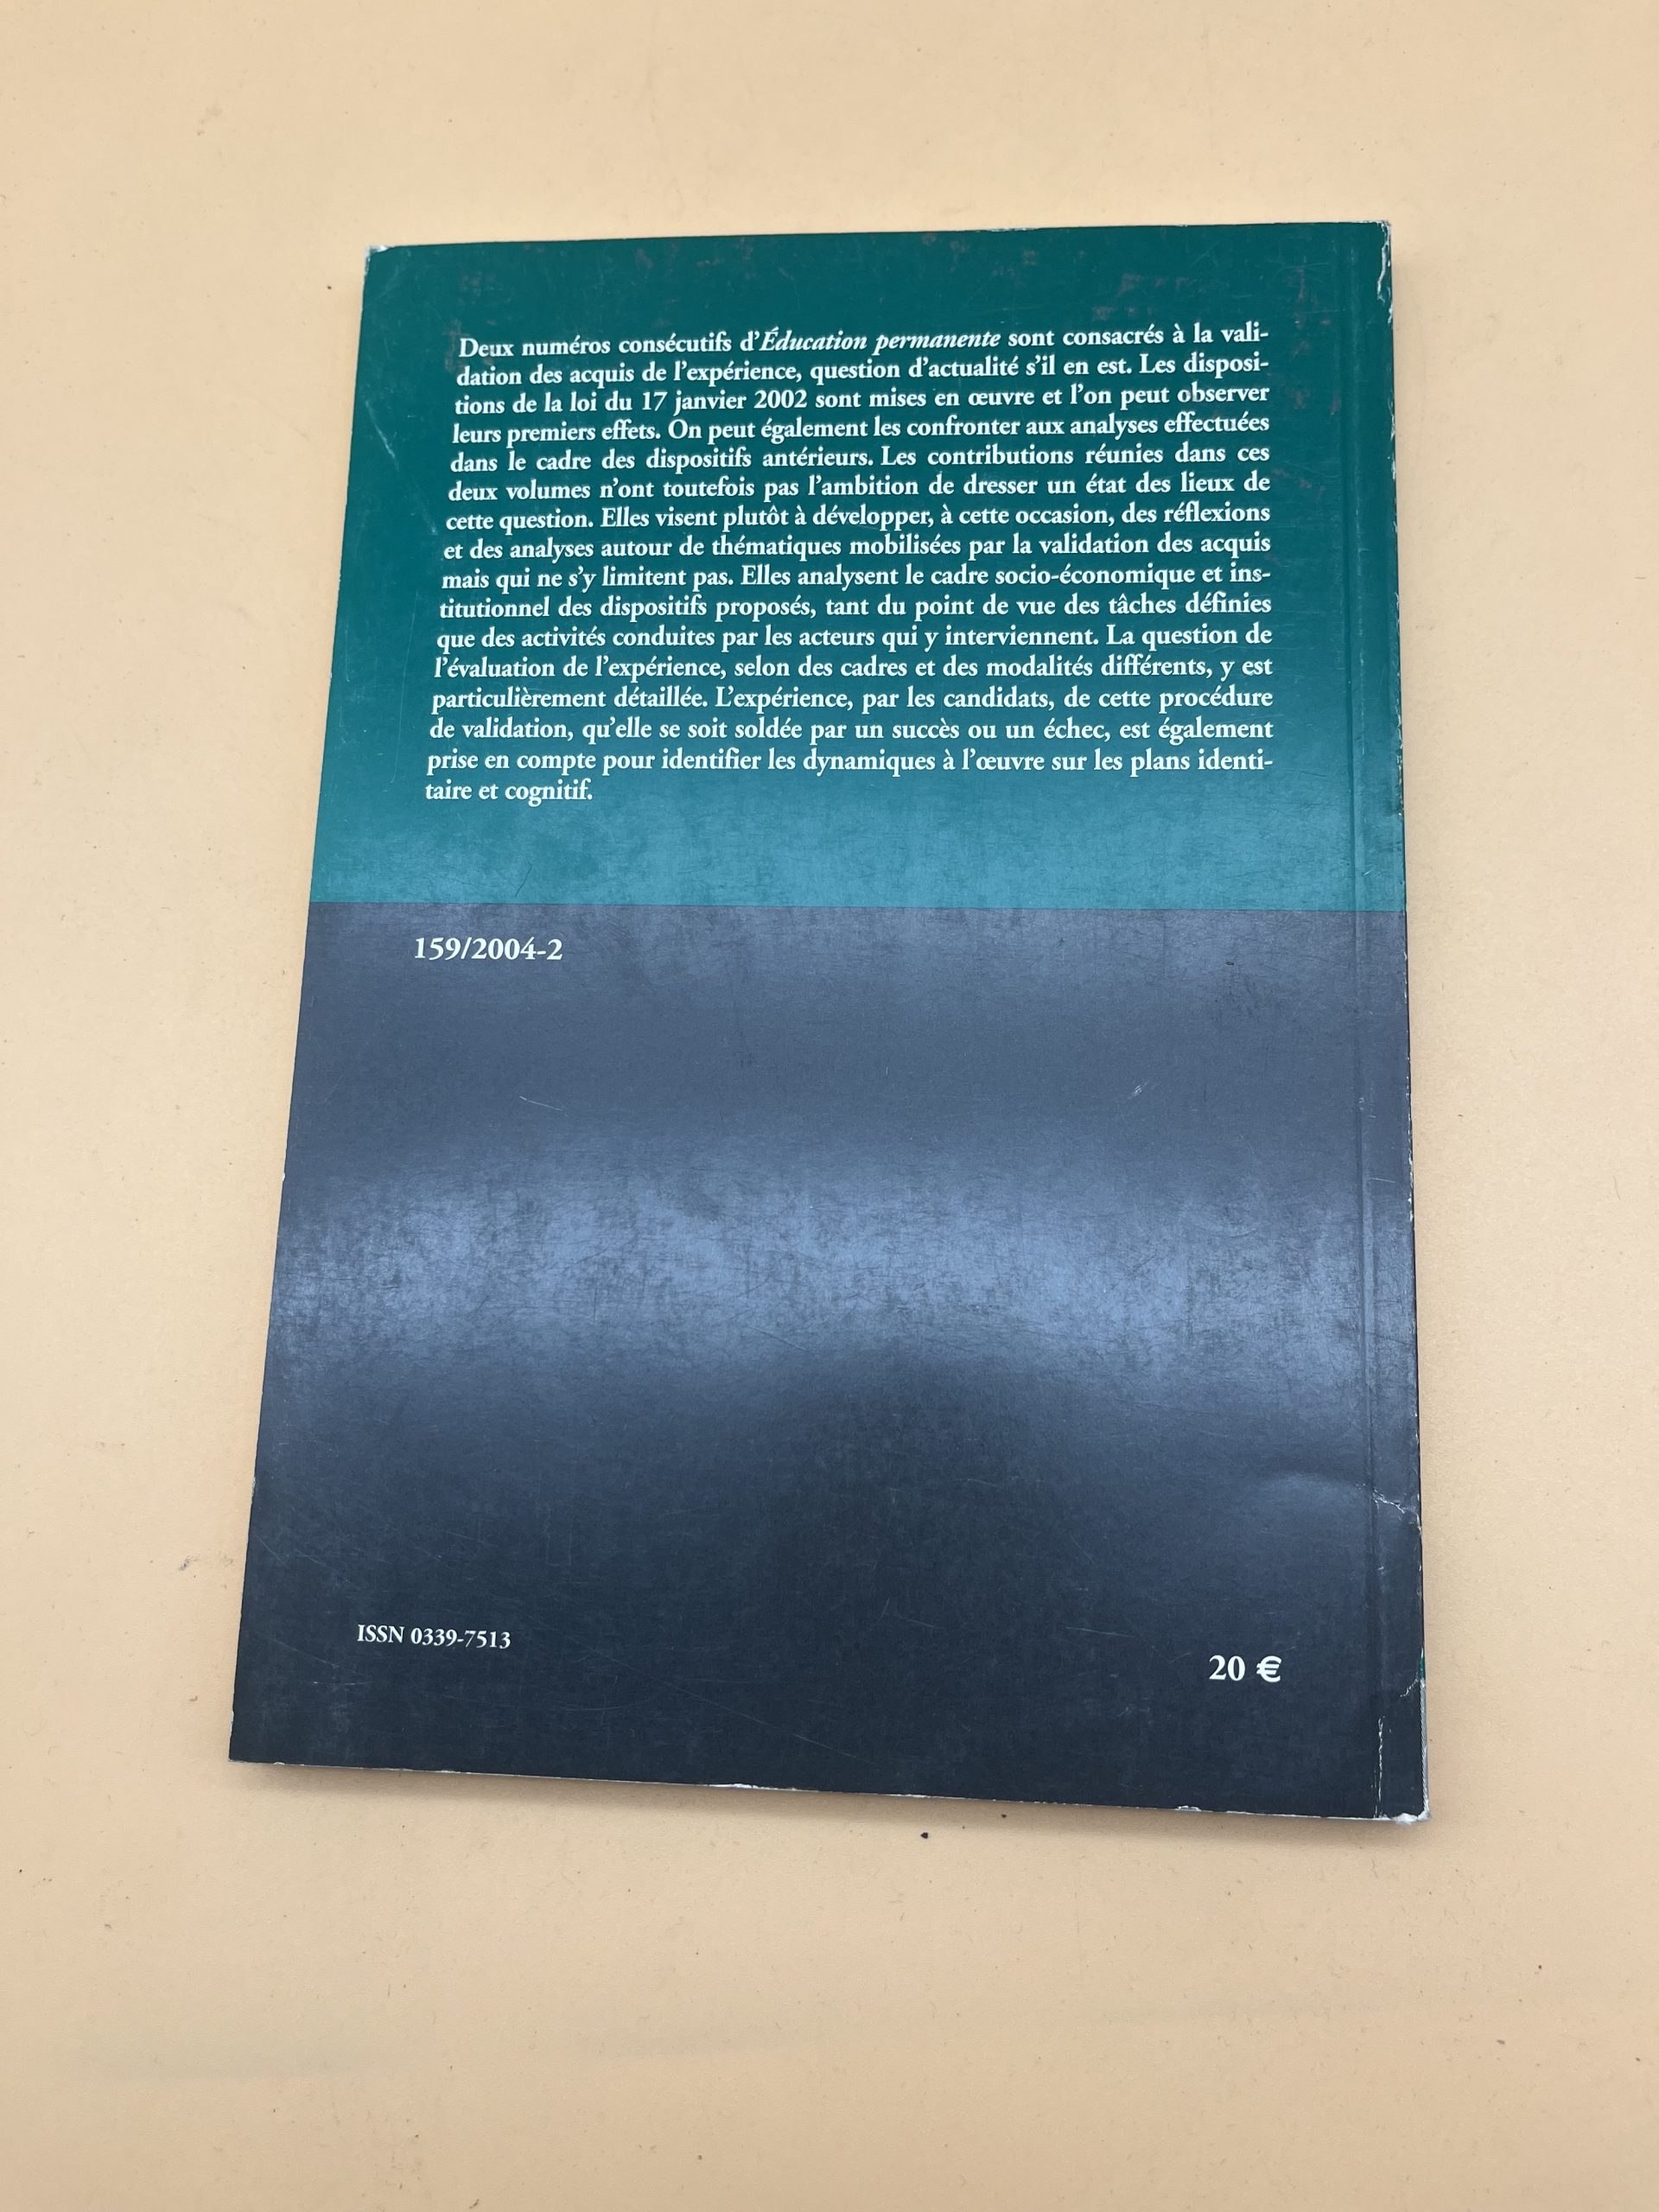 Deux numéros consécutifs d'Éducation permanente sont consacrés à la vali-
dation des acquis de l'expérience, question d'actualité s'il en est. Les disposi-
tions de la loi du 17 janvier 2002 sont mises en œuvre et l'on peut observer
leurs premiers effets. On peut également les confronter aux analyses effectuées
dans le cadre des dispositifs antérieurs. Les contributions réunies dans ces
deux volumes n'ont toutefois pas l'ambition de dresser un état des lieux de
cette question. Elles visent plutôt à développer, à cette occasion, des réflexions
et des analyses autour de thématiques mobilisées par la validation des acquis
mais qui ne s'y limitent pas. Elles analysent le cadre socio-économique et ins-
titutionnel des dispositifs proposés, tant du point de vue des tâches définies
que des activités conduites par les acteurs qui y interviennent. La question de
l'évaluation de l'expérience, selon des cadres et des modalités différents, y est
particulièrement détaillée. L'expérience, par les candidats, de cette procédure
de validation, qu'elle se soit soldée par un succès ou un échec, est également
prise en compte pour identifier les dynamiques à l'œuvre sur les plans identi-
taire et cognitif.
159/2004-2
ISSN 0339-7513
20 €